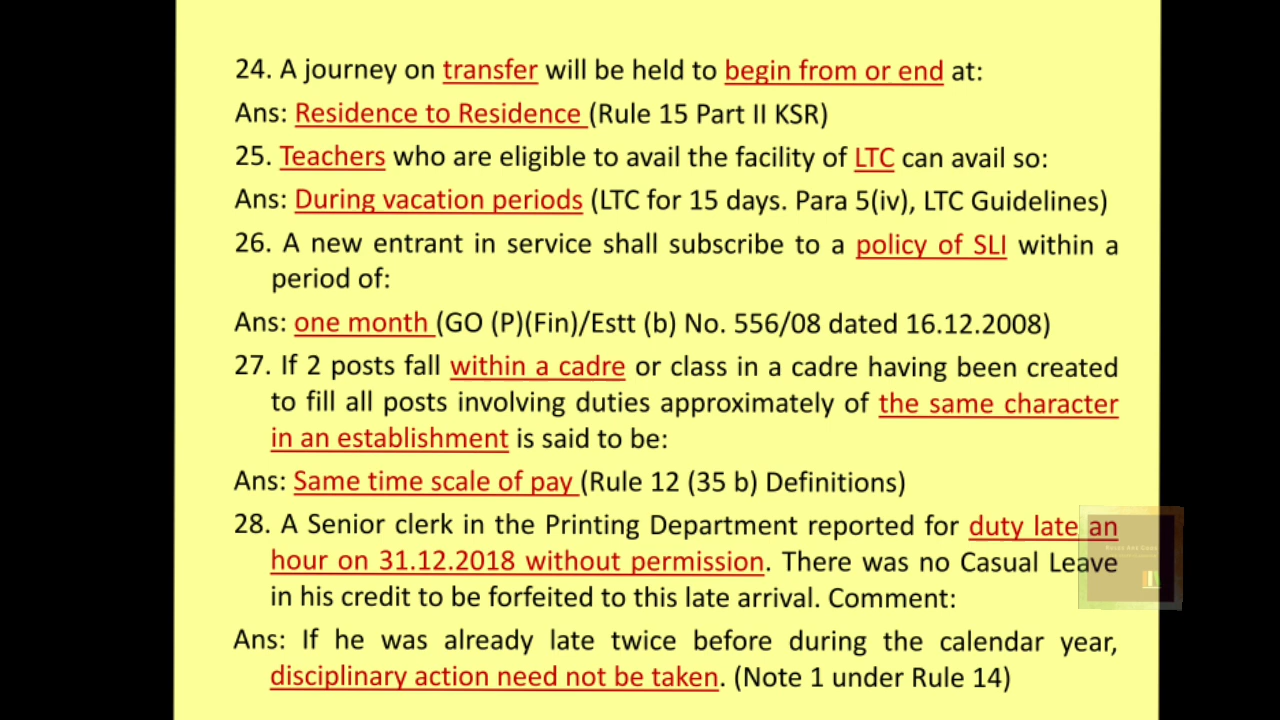 24. A journey on transfer will be held to begin from or end at:
Ans: Residence to Residence (Rule 15 Part II KSR)
25. Teachers who are eligible to avail the facility of LTC can avail so:
Ans: During vacation periods (LTC for 15 days. Para 5(iv), LTC Guidelines)
26. A new entrant in service shall subscribe to a policy of SLI within a
period of:
Ans: one month (GO (P)(Fin)/Estt (b) No. 556/08 dated 16.12.2008)
27. If 2 posts fall within a cadre or class in a cadre having been created
to fill all posts involving duties approximately of the same character
in an establishment is said to be:
Ans: Same time scale of pay (Rule 12 (35 b) Definitions)
28. A Senior clerk in the Printing Department reported for duty late an
hour on 31.12.2018 without permission. There was no Casual Leave
in his credit to be forfeited to this late arrival. Comment:
Ans: If he was already late twice before during the calendar year,
disciplinary action need not be taken. (Note 1 under Rule 14)